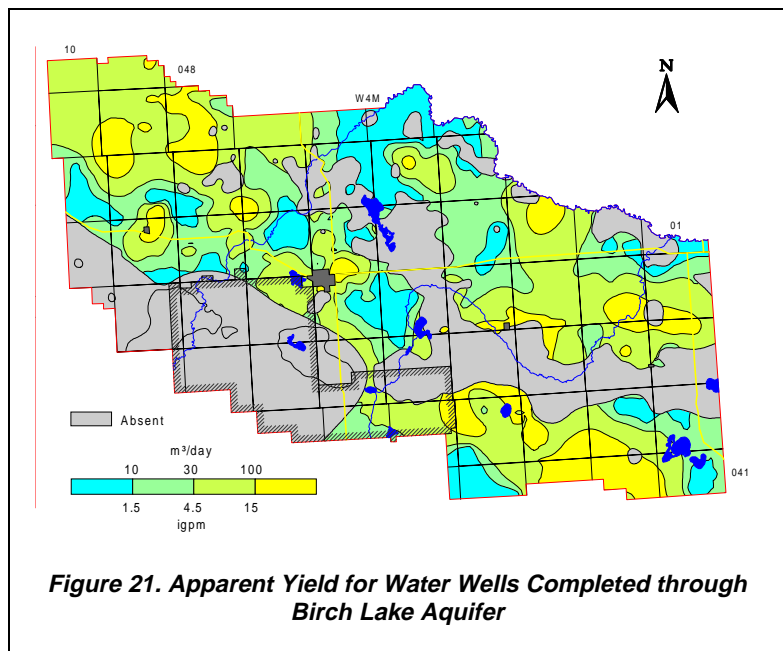 10
048
W4M
N
01
Absent
m³/day
10 30 100
1.5 4.5 15
igpm
041
Figure 21. Apparent Yield for Water Wells Completed through
Birch Lake Aquifer